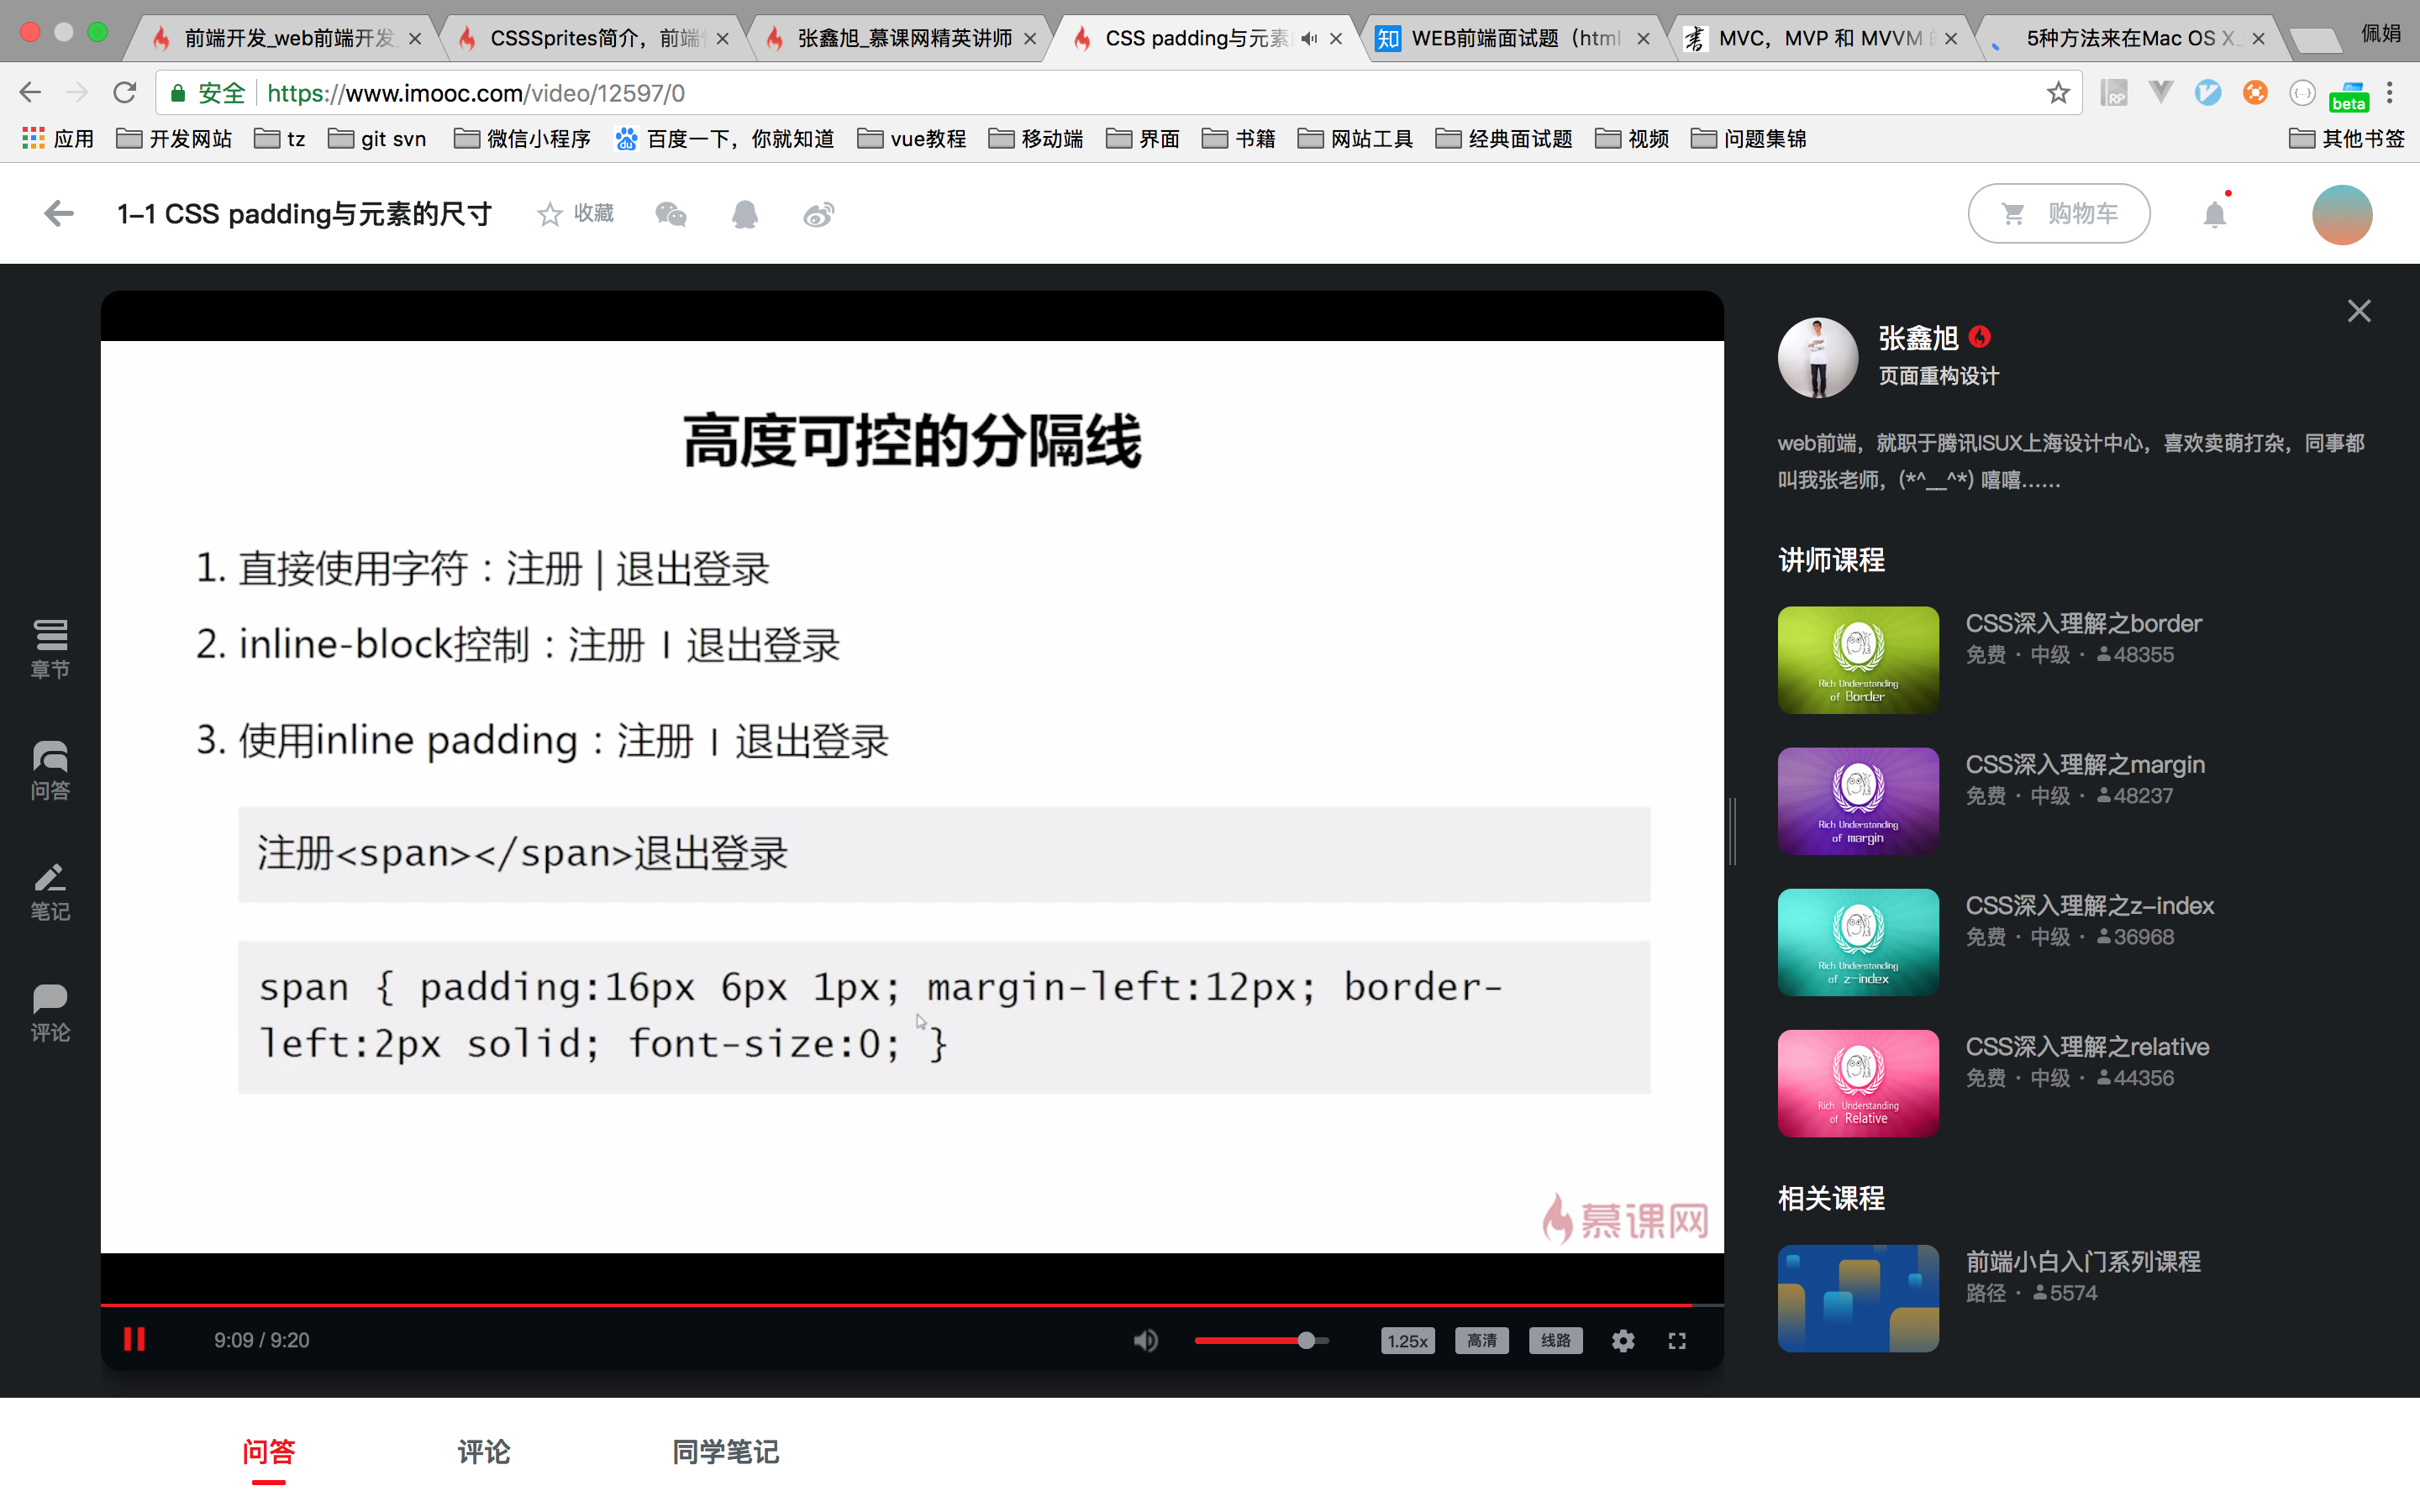 前端开发_web前端开发
CSSSprites简介，前端
张鑫旭_慕课网精英讲师
CSS padding与元素
知 WEB前端面试题（html
MVC，MVP 和 MVVM
5种方法来在Mac OS X
佩娟
安全 https://www.imooc.com/video/12597/0
RP
beta
应用 开发网站 tz git svn 微信小程序 百度一下，你就知道 vue教程 移动端 界面 书籍 网站工具 经典面试题 视频 问题集锦 其他书签
1-1 CSS padding与元素的尺寸 收藏 购物车
章节
问答
笔记
评论
高度可控的分隔线
1. 直接使用字符：注册 | 退出登录
2. inline-block控制：注册 I 退出登录
3. 使用inline padding：注册 I 退出登录
注册<span></span>退出登录
span { padding:16px 6px 1px; margin-left:12px; border-
left:2px solid; font-size:0; }
慕课网
9:09 / 9:20 1.25x 高清 线路
张鑫旭
页面重构设计
web前端，就职于腾讯ISUX上海设计中心，喜欢卖萌打杂，同事都
叫我张老师，(*^__^*) 嘻嘻……
讲师课程
Rich Understanding
of Border
CSS深入理解之border
免费 · 中级 · 48355
Rich Understanding
of margin
CSS深入理解之margin
免费 · 中级 · 48237
Rich Understanding
of z-index
CSS深入理解之z-index
免费 · 中级 · 36968
Rich Understanding
of Relative
CSS深入理解之relative
免费 · 中级 · 44356
相关课程
前端小白入门系列课程
路径 · 5574
问答 评论 同学笔记